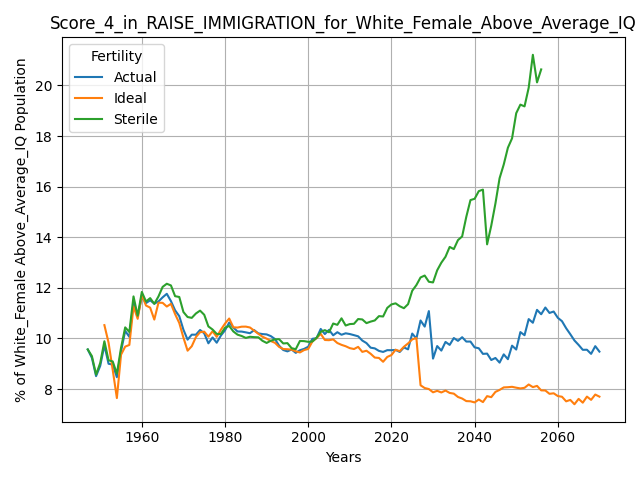 Score_4_in_RAISE_IMMIGRATION_for_White_Female_Above_Average_IQ
Fertility
Actual
Ideal
Sterile
% of White_Female Above_Average_IQ Population
20
18
16
14
12
10
8
1960
1980
2000
2020
2040
2060
Years